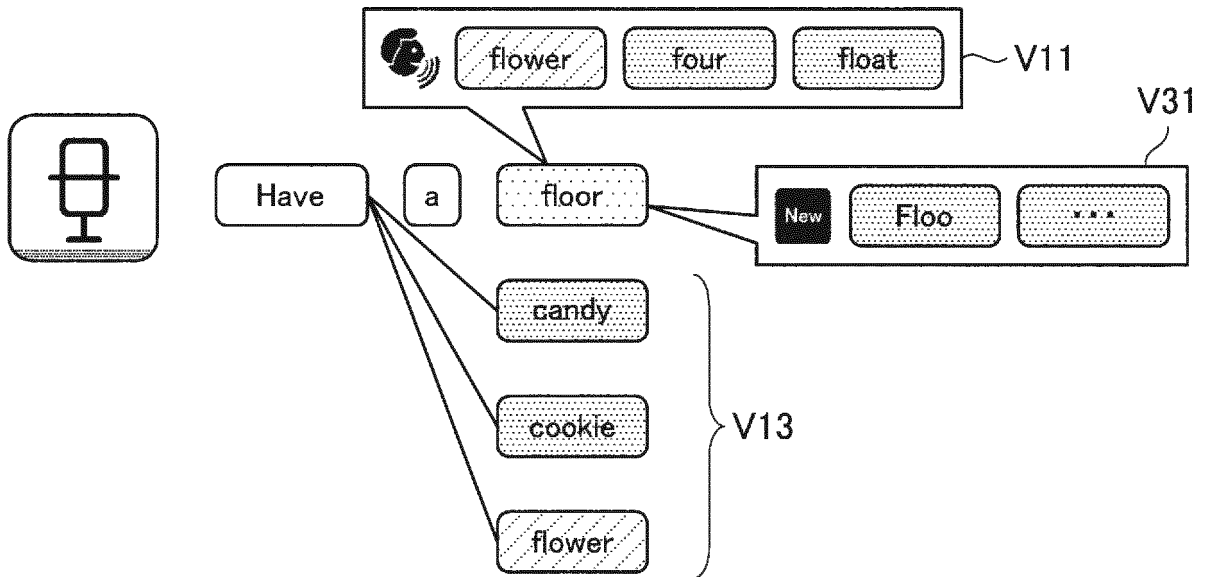 flower four float V11
V31
Have a floor New Floo ...
candy
cookie V13
flower